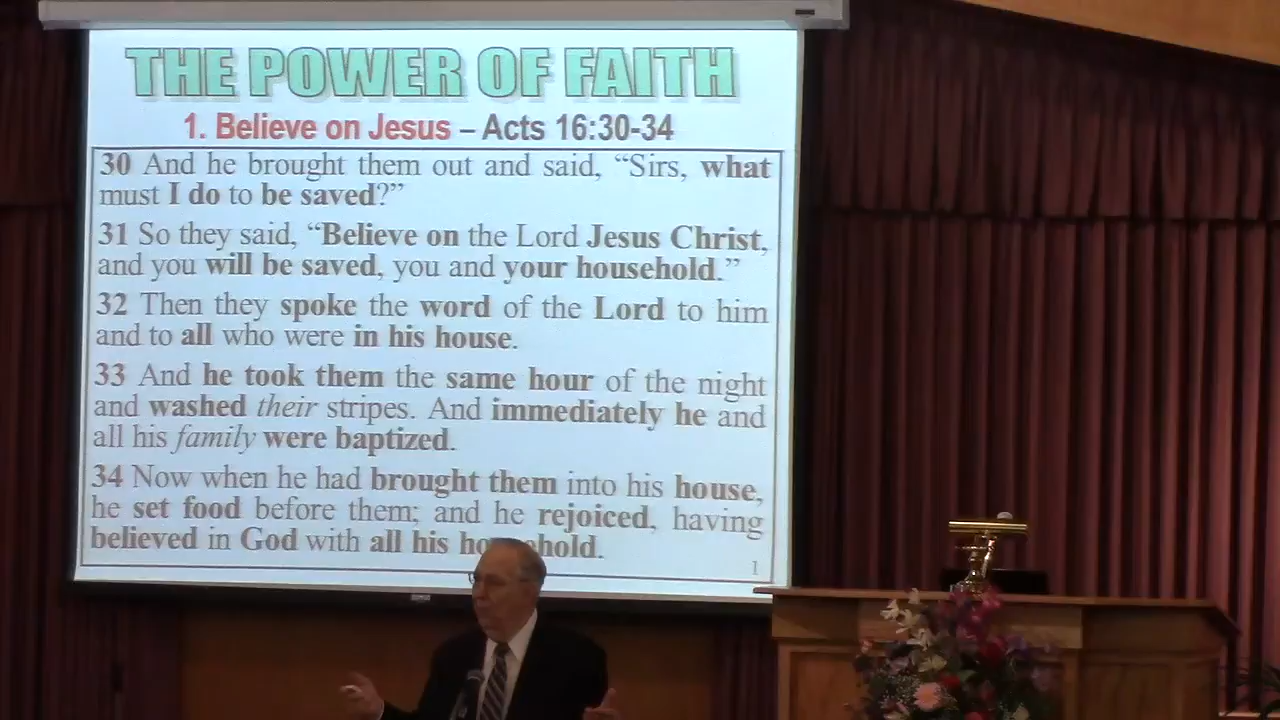 THE POWER OF FAITH
1. Believe on Jesus – Acts 16:30-34
30 And he brought them out and said, “Sirs, what
must I do to be saved?”
31 So they said, “Believe on the Lord Jesus Christ,
and you will be saved, you and your household.”
32 Then they spoke the word of the Lord to him
and to all who were in his house.
33 And he took them the same hour of the night
and washed their stripes. And immediately he and
all his family were baptized.
34 Now when he had brought them into his house,
he set food before them; and he rejoiced, having
believed in God with all his household.
1